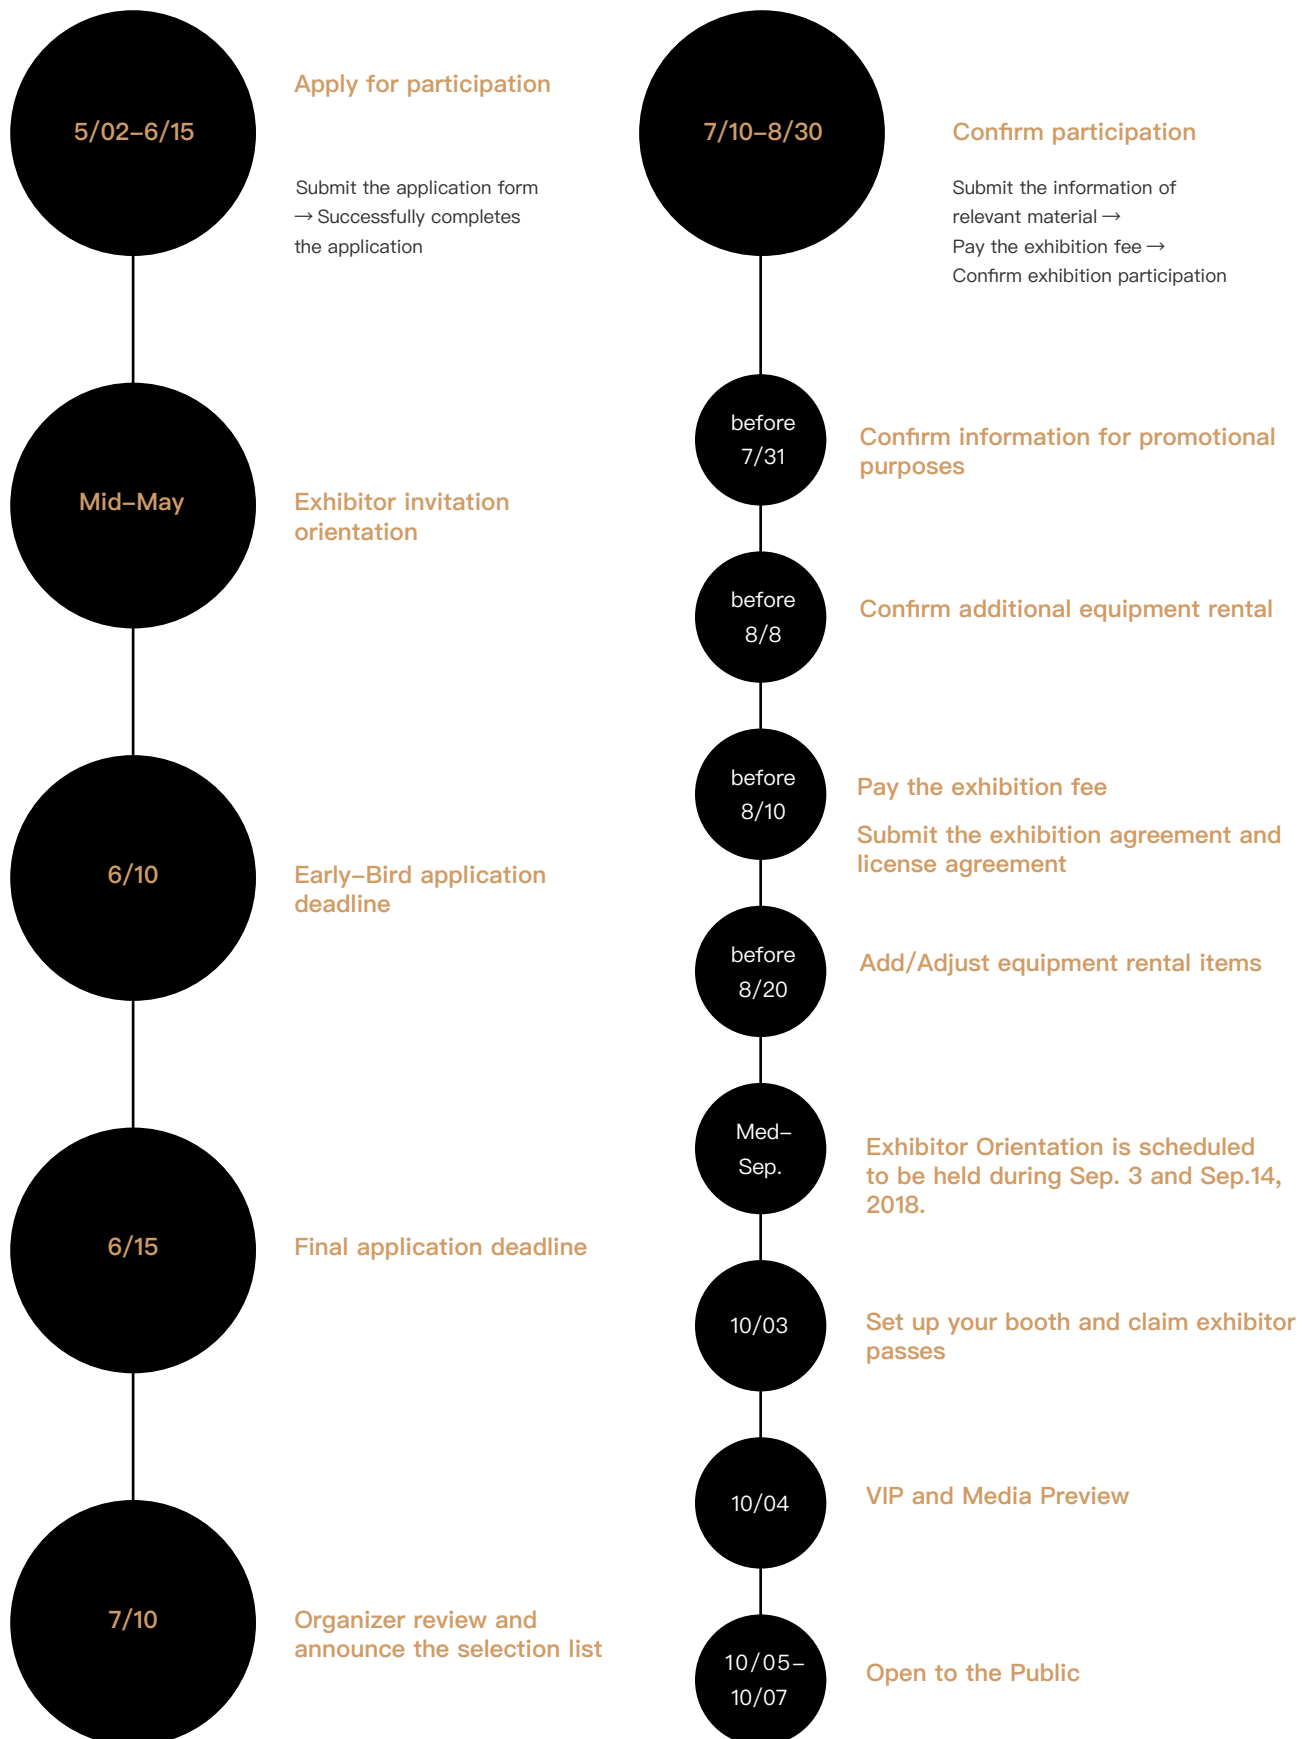 5/02–6/15
Apply for participation
Submit the application form
→ Successfully completes
the application
Mid–May
Exhibitor invitation
orientation
6/10
Early–Bird application
deadline
6/15
Final application deadline
7/10
Organizer review and
announce the selection list
7/10–8/30
Confirm participation
Submit the information of
relevant material →
Pay the exhibition fee →
Confirm exhibition participation
before
7/31
Confirm information for promotional
purposes
before
8/8
Confirm additional equipment rental
before
8/10
Pay the exhibition fee
Submit the exhibition agreement and
license agreement
before
8/20
Add/Adjust equipment rental items
Med–
Sep.
Exhibitor Orientation is scheduled
to be held during Sep. 3 and Sep.14,
2018.
10/03
Set up your booth and claim exhibitor
passes
10/04
VIP and Media Preview
10/05–
10/07
Open to the Public